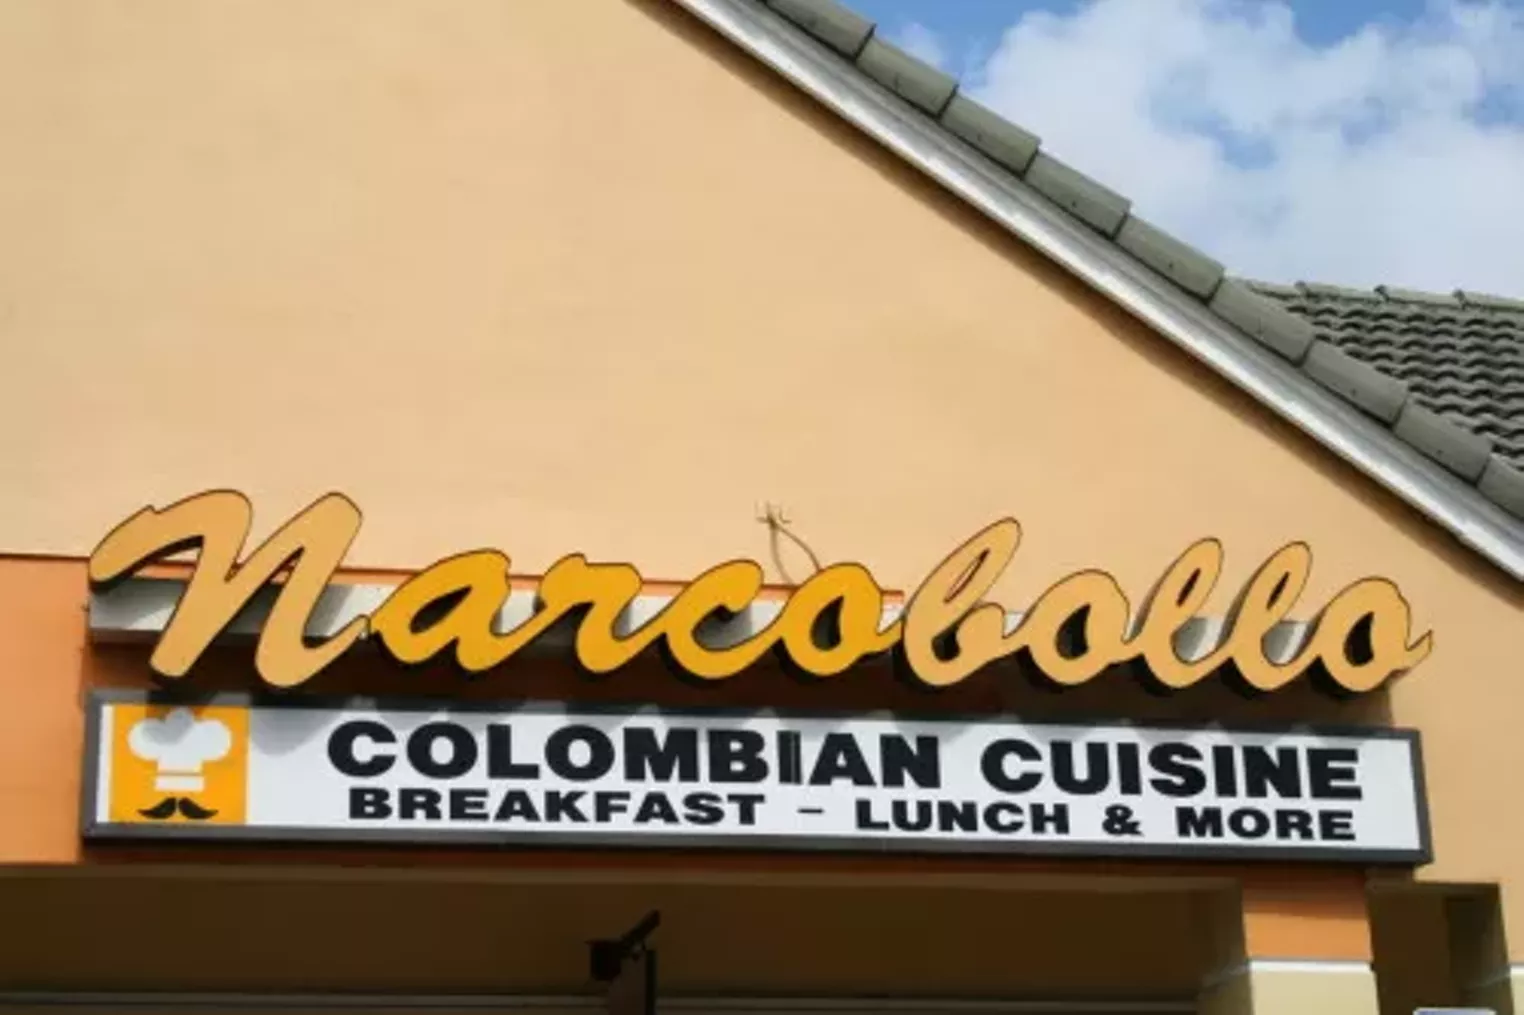 Narcobollo
COLOMBIAN CUISINE
BREAKFAST - LUNCH & MORE